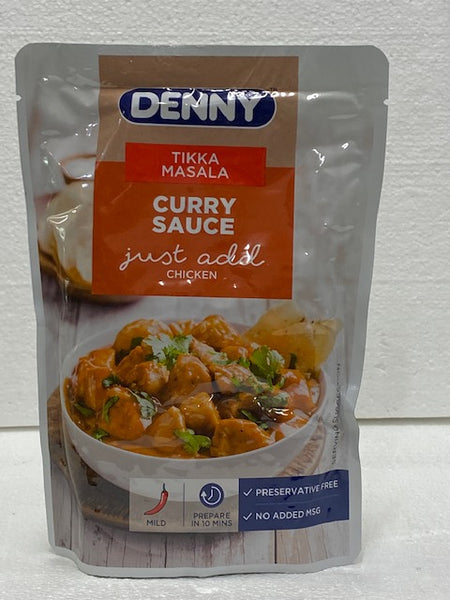 DENNY
TIKKA
MASALA
CURRY
SAUCE
just add
CHICKEN
MILD
PREPARE
IN 10 MINS
✓ PRESERVATIVE FREE
✓ NO ADDED MSG